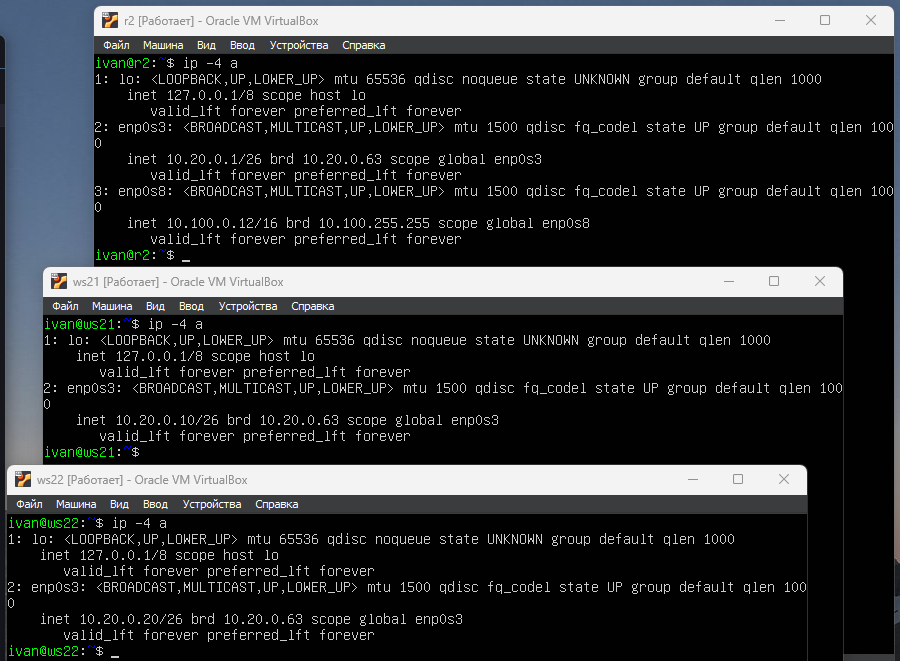 r2 [Работает] - Oracle VM VirtualBox
Файл Машина Вид Ввод Устройства Справка
ivan@r2:~$ ip -4 a
1: lo: <LOOPBACK,UP,LOWER_UP> mtu 65536 qdisc noqueue state UNKNOWN group default qlen 1000
    inet 127.0.0.1/8 scope host lo
       valid_lft forever preferred_lft forever
2: enp0s3: <BROADCAST,MULTICAST,UP,LOWER_UP> mtu 1500 qdisc fq_codel state UP group default qlen 100
0
    inet 10.20.0.1/26 brd 10.20.0.63 scope global enp0s3
       valid_lft forever preferred_lft forever
3: enp0s8: <BROADCAST,MULTICAST,UP,LOWER_UP> mtu 1500 qdisc fq_codel state UP group default qlen 100
0
    inet 10.100.0.12/16 brd 10.100.255.255 scope global enp0s8
       valid_lft forever preferred_lft forever
ivan@r2:~$ _
ws21 [Работает] - Oracle VM VirtualBox
Файл Машина Вид Ввод Устройства Справка
ivan@ws21:~$ ip -4 a
1: lo: <LOOPBACK,UP,LOWER_UP> mtu 65536 qdisc noqueue state UNKNOWN group default qlen 1000
    inet 127.0.0.1/8 scope host lo
       valid_lft forever preferred_lft forever
2: enp0s3: <BROADCAST,MULTICAST,UP,LOWER_UP> mtu 1500 qdisc fq_codel state UP group default qlen 100
0
    inet 10.20.0.10/26 brd 10.20.0.63 scope global enp0s3
       valid_lft forever preferred_lft forever
ivan@ws21:~$
ws22 [Работает] - Oracle VM VirtualBox
Файл Машина Вид Ввод Устройства Справка
ivan@ws22:~$ ip -4 a
1: lo: <LOOPBACK,UP,LOWER_UP> mtu 65536 qdisc noqueue state UNKNOWN group default qlen 1000
    inet 127.0.0.1/8 scope host lo
       valid_lft forever preferred_lft forever
2: enp0s3: <BROADCAST,MULTICAST,UP,LOWER_UP> mtu 1500 qdisc fq_codel state UP group default qlen 100
0
    inet 10.20.0.20/26 brd 10.20.0.63 scope global enp0s3
       valid_lft forever preferred_lft forever
ivan@ws22:~$ _